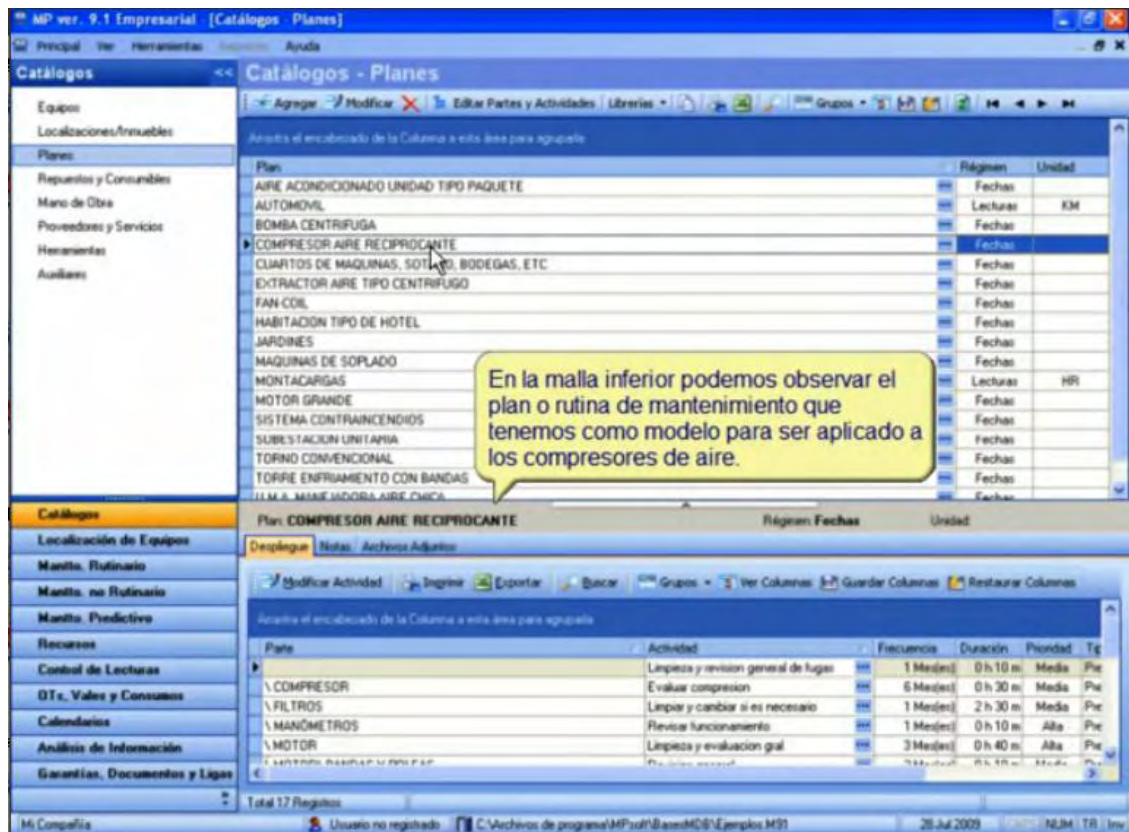 MP ver. 9.1 Empresarial - [Catálogos - Planes]
Principal Ver Herramientas Ayuda
Catálogos <<
Equipos
Localizaciones/Inmuebles
Planes
Repuestos y Consumibles
Mano de Obra
Proveedores y Servicios
Herramientas
Auxiliares
Catálogos - Planes
Agregar Modificar Editar Partes y Actividades Librerías Grupos
Arrastra el encabezado de la Columna a esta área para agruparla
Plan Régimen Unidad
AIRE ACONDICIONADO UNIDAD TIPO PAQUETE Fechas
AUTOMOVIL Lecturas KM
BOMBA CENTRIFUGA Fechas
COMPRESOR AIRE RECIPROCANTE Fechas
CUARTOS DE MAQUINAS, BODEGAS, ETC Fechas
EXTRACTOR AIRE TIPO CENTRIFUGO Fechas
FAN-COIL Fechas
HABITACION TIPO DE HOTEL Fechas
JARDINES Fechas
MAQUINAS DE SOPLADO Fechas
MONTACARGAS Lecturas HR
MOTOR GRANDE Fechas
SISTEMA CONTRAINCENDIOS Fechas
SUBESTACION UNITARIA Fechas
TORNO CONVENCIONAL Fechas
TORRE ENFRIAMIENTO CON BANDAS Fechas
U.M.A. MANEJADORA AIRE CHICA Fechas
En la malla inferior podemos observar el
plan o rutina de mantenimiento que
tenemos como modelo para ser aplicado a
los compresores de aire.
Catálogos
Localización de Equipos
Mantto. Rutinario
Mantto. no Rutinario
Mantto. Predictivo
Recursos
Control de Lecturas
OTs, Vales y Consumos
Calendarios
Análisis de Información
Garantías, Documentos y Ligas
Plan: COMPRESOR AIRE RECIPROCANTE Régimen: Fechas Unidad:
Despliegue Notas Archivos Adjuntos
Modificar Actividad Imprimir Exportar Buscar Grupos Ver Columnas Guardar Columnas Restaurar Columnas
Arrastra el encabezado de la Columna a esta área para agruparla
Parte Actividad Frecuencia Duración Prioridad Tip
Limpieza y revision general de fugas 1 Mes(es) 0 h 10 m Media Pre
\ COMPRESOR Evaluar compresion 6 Mes(es) 0 h 30 m Media Pre
\ FILTROS Limpiar y cambiar si es necesario 1 Mes(es) 2 h 30 m Media Pre
\ MANÓMETROS Revisar funcionamiento 1 Mes(es) 0 h 10 m Alta Pre
\ MOTOR Limpieza y evaluacion gral 3 Mes(es) 0 h 40 m Alta Pre
Total 17 Registros
Mi Compañía Usuario no registrado C:\Archivos de programa\MPsoft\BasesMDB\Ejemplos.M91 28 Jul 2009 NUM TR Inv